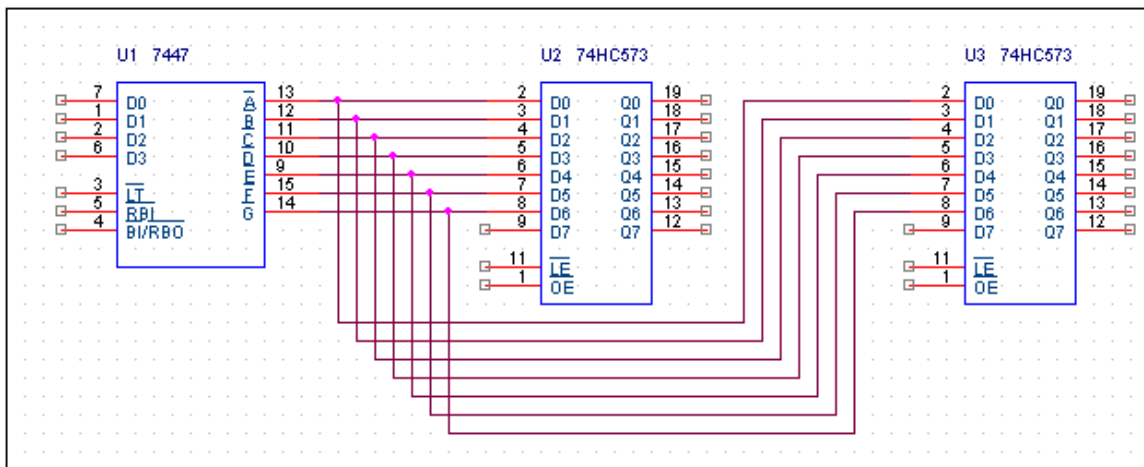 U1 7447
7 D0
1 D1
2 D2
6 D3
3 LT
5 RBI
4 BI/RBO
A 13
B 12
C 11
D 10
E 9
F 15
G 14
U2 74HC573
2 D0 Q0 19
3 D1 Q1 18
4 D2 Q2 17
5 D3 Q3 16
6 D4 Q4 15
7 D5 Q5 14
8 D6 Q6 13
9 D7 Q7 12
11 LE
1 OE
U3 74HC573
2 D0 Q0 19
3 D1 Q1 18
4 D2 Q2 17
5 D3 Q3 16
6 D4 Q4 15
7 D5 Q5 14
8 D6 Q6 13
9 D7 Q7 12
11 LE
1 OE